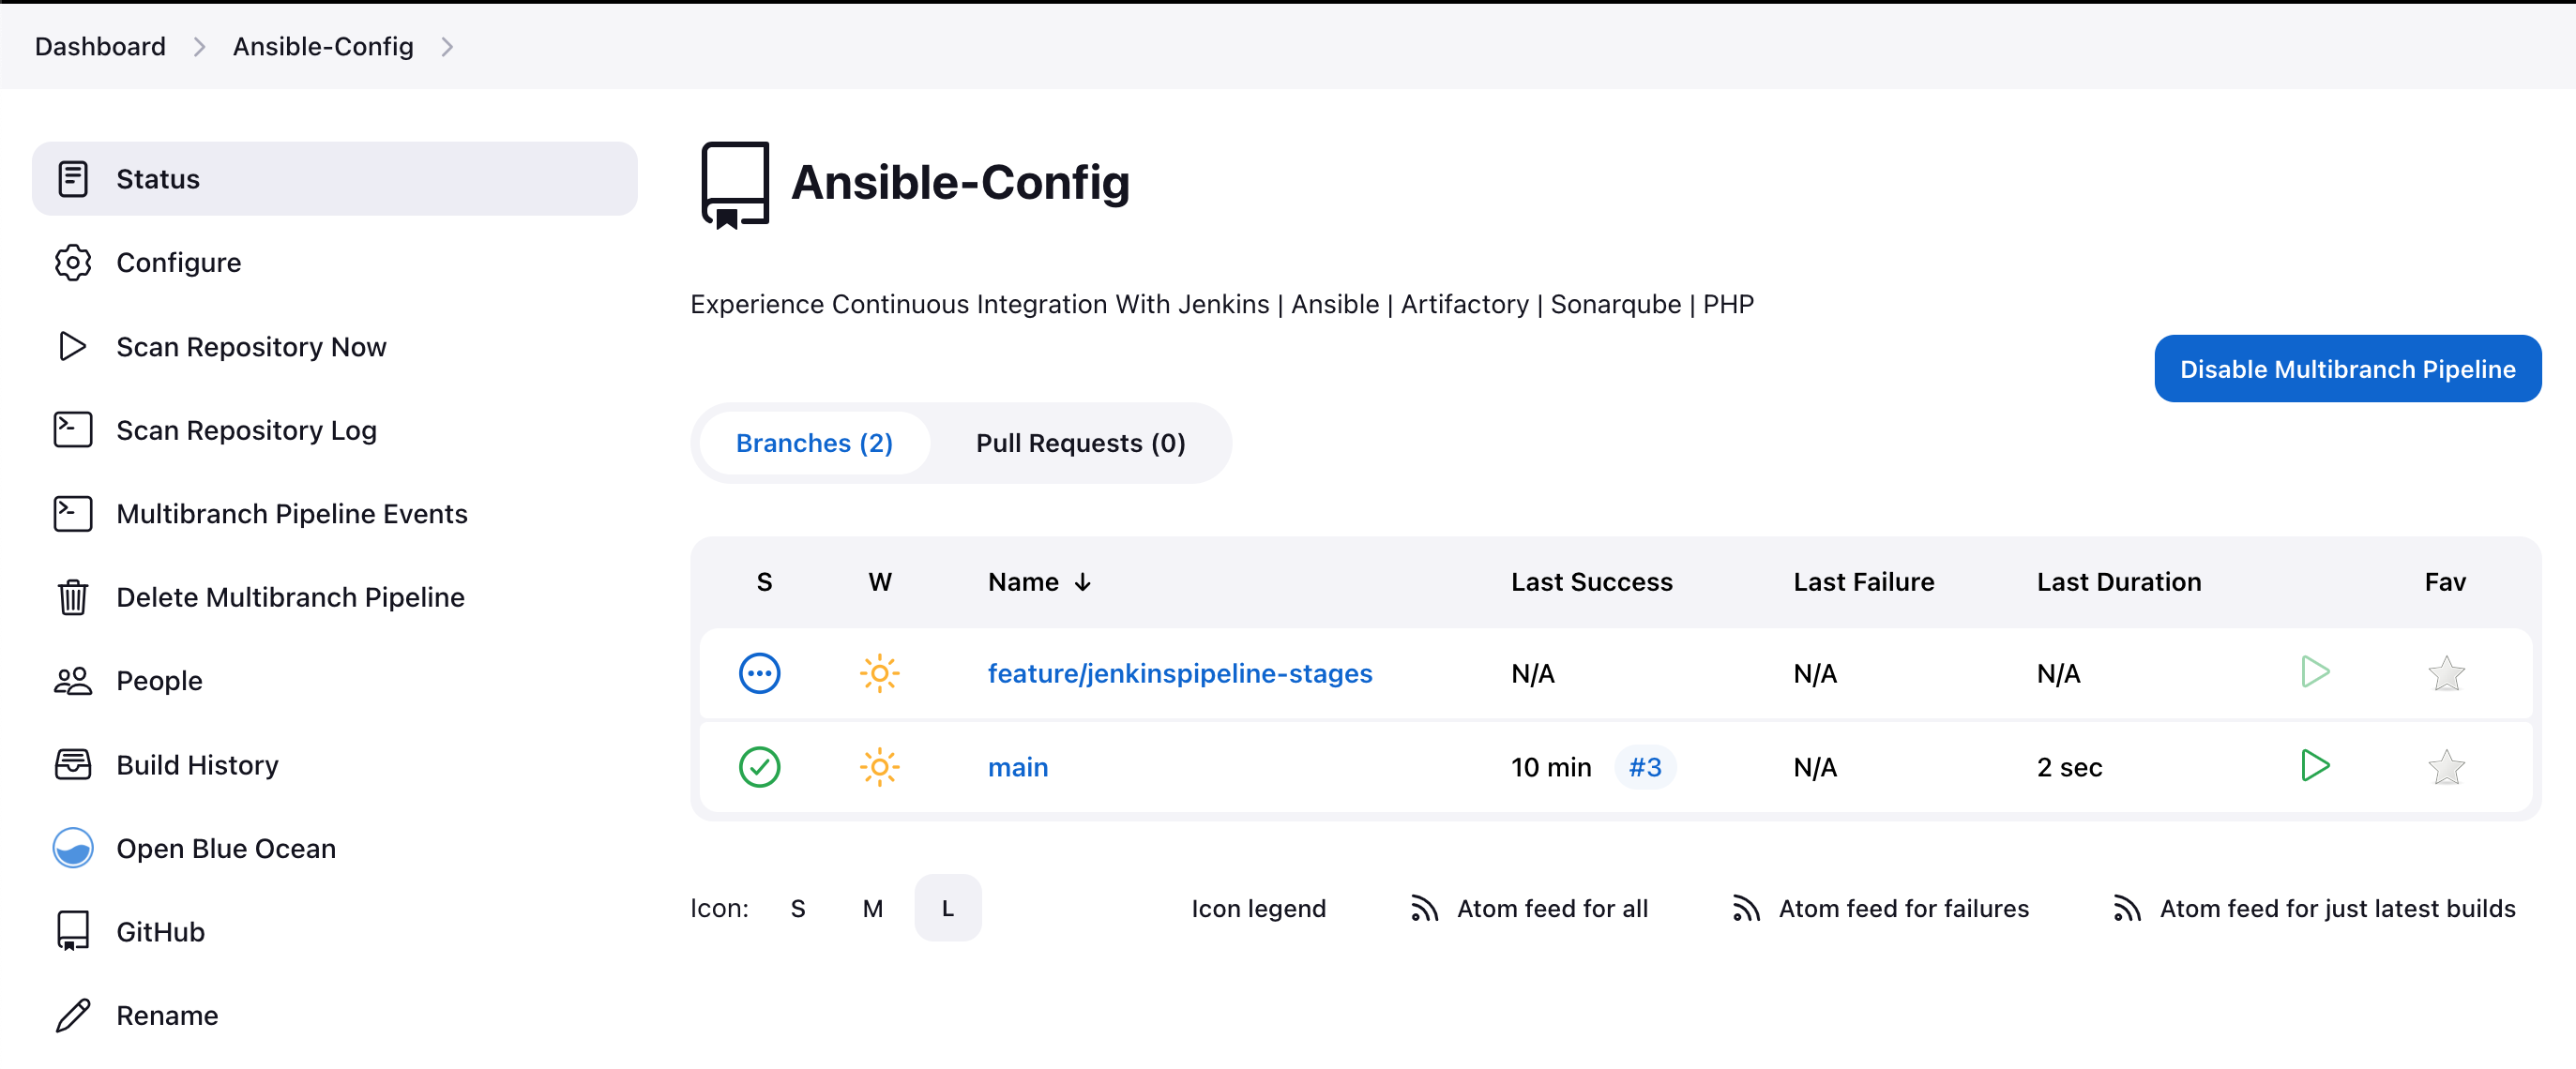 Dashboard > Ansible-Config >
Status
Configure
Scan Repository Now
Scan Repository Log
Multibranch Pipeline Events
Delete Multibranch Pipeline
People
Build History
Open Blue Ocean
GitHub
Rename
Ansible-Config
Experience Continuous Integration With Jenkins | Ansible | Artifactory | Sonarqube | PHP
Disable Multibranch Pipeline
Branches (2) Pull Requests (0)
S W Name ↓ Last Success Last Failure Last Duration Fav
feature/jenkinspipeline-stages N/A N/A N/A
main 10 min #3 N/A 2 sec
Icon: S M L Icon legend Atom feed for all Atom feed for failures Atom feed for just latest builds